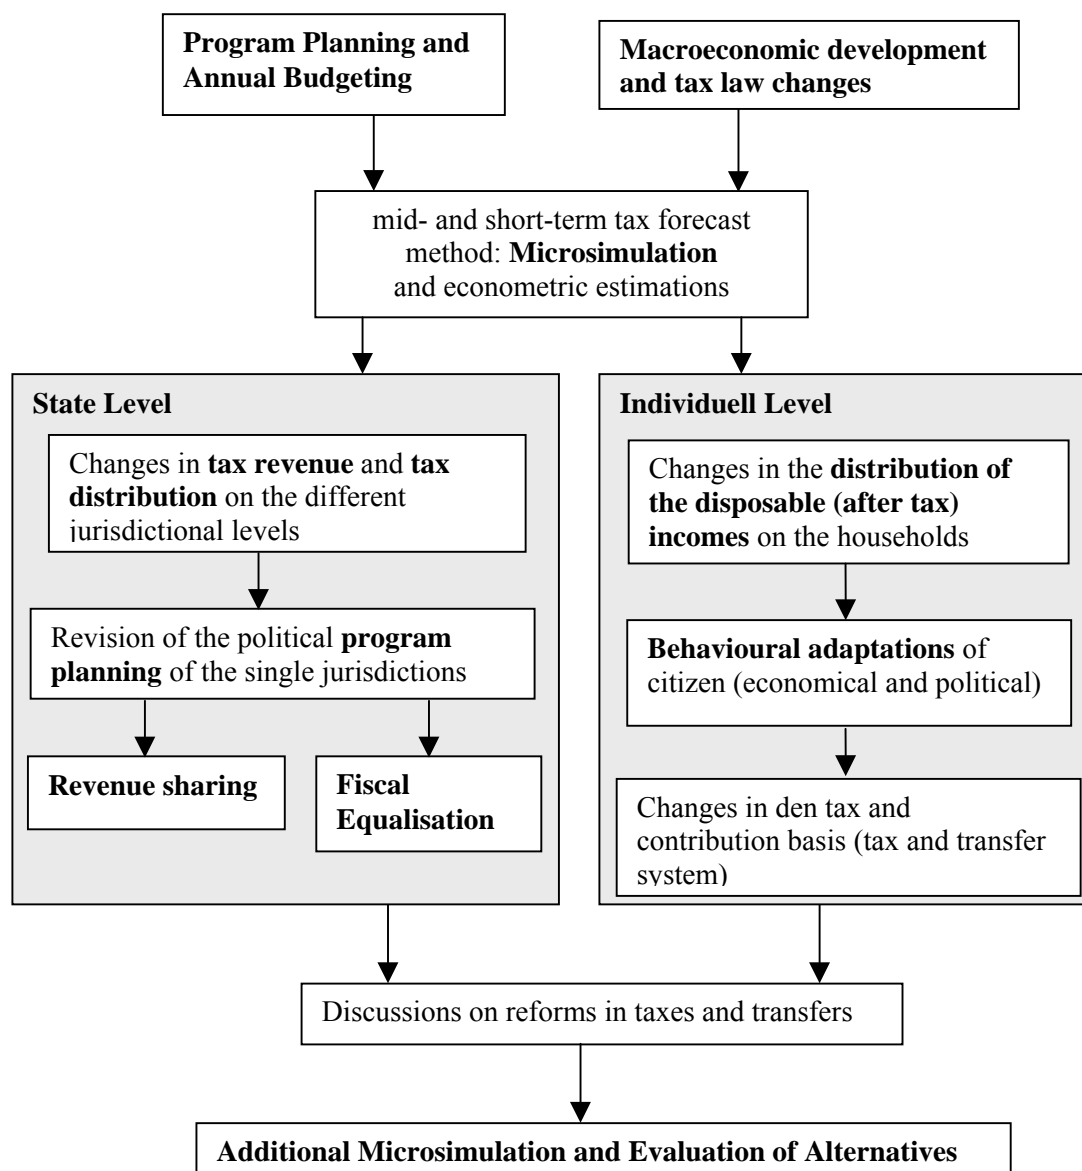 Program Planning and
Annual Budgeting
Macroeconomic development
and tax law changes
mid- and short-term tax forecast
method: Microsimulation
and econometric estimations
State Level
Changes in tax revenue and tax
distribution on the different
jurisdictional levels
Revision of the political program
planning of the single jurisdictions
Revenue sharing
Fiscal
Equalisation
Individuell Level
Changes in the distribution of
the disposable (after tax)
incomes on the households
Behavioural adaptations of
citizen (economical and political)
Changes in den tax and
contribution basis (tax and transfer
system)
Discussions on reforms in taxes and transfers
Additional Microsimulation and Evaluation of Alternatives